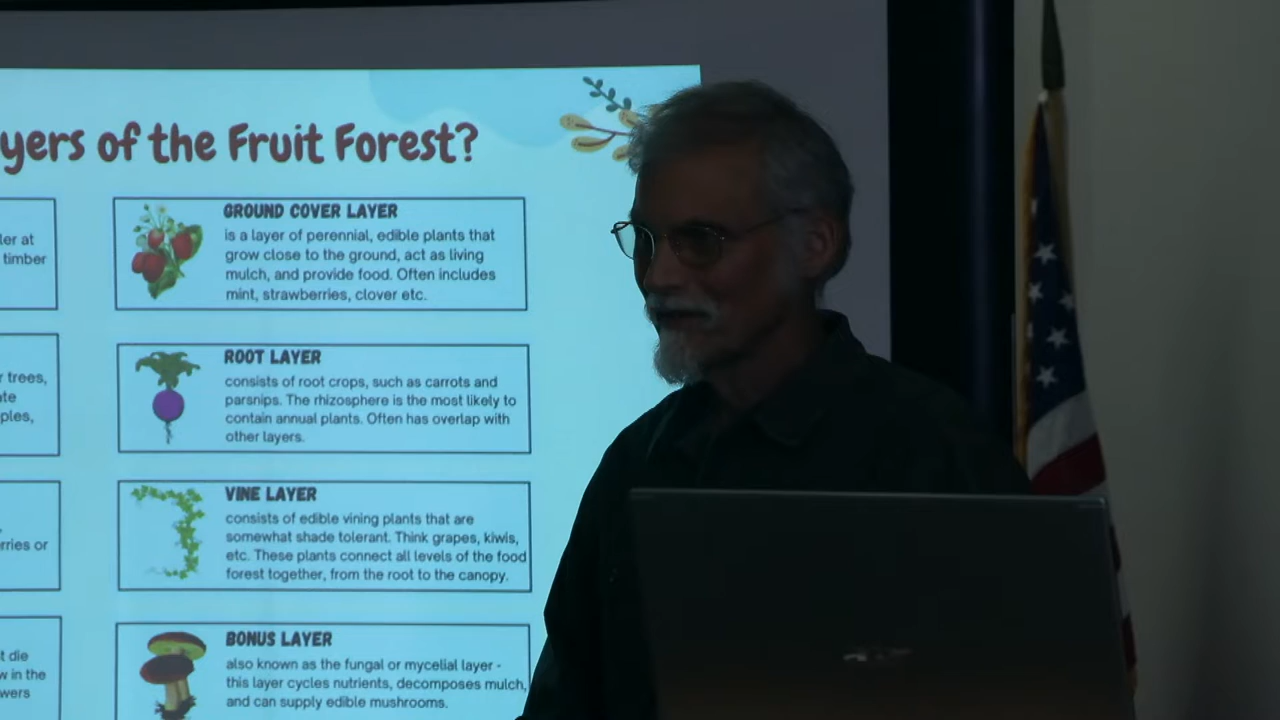 yers of the Fruit Forest?
ler at
timber
r trees,
ate
ples,
rries or
t die
w in the
wers
GROUND COVER LAYER
is a layer of perennial, edible plants that
grow close to the ground, act as living
mulch, and provide food. Often includes
mint, strawberries, clover etc.
ROOT LAYER
consists of root crops, such as carrots and
parsnips. The rhizosphere is the most likely to
contain annual plants. Often has overlap with
other layers.
VINE LAYER
consists of edible vining plants that are
somewhat shade tolerant. Think grapes, kiwis,
etc. These plants connect all levels of the food
forest together, from the root to the canopy.
BONUS LAYER
also known as the fungal or mycelial layer -
this layer cycles nutrients, decomposes mulch,
and can supply edible mushrooms.